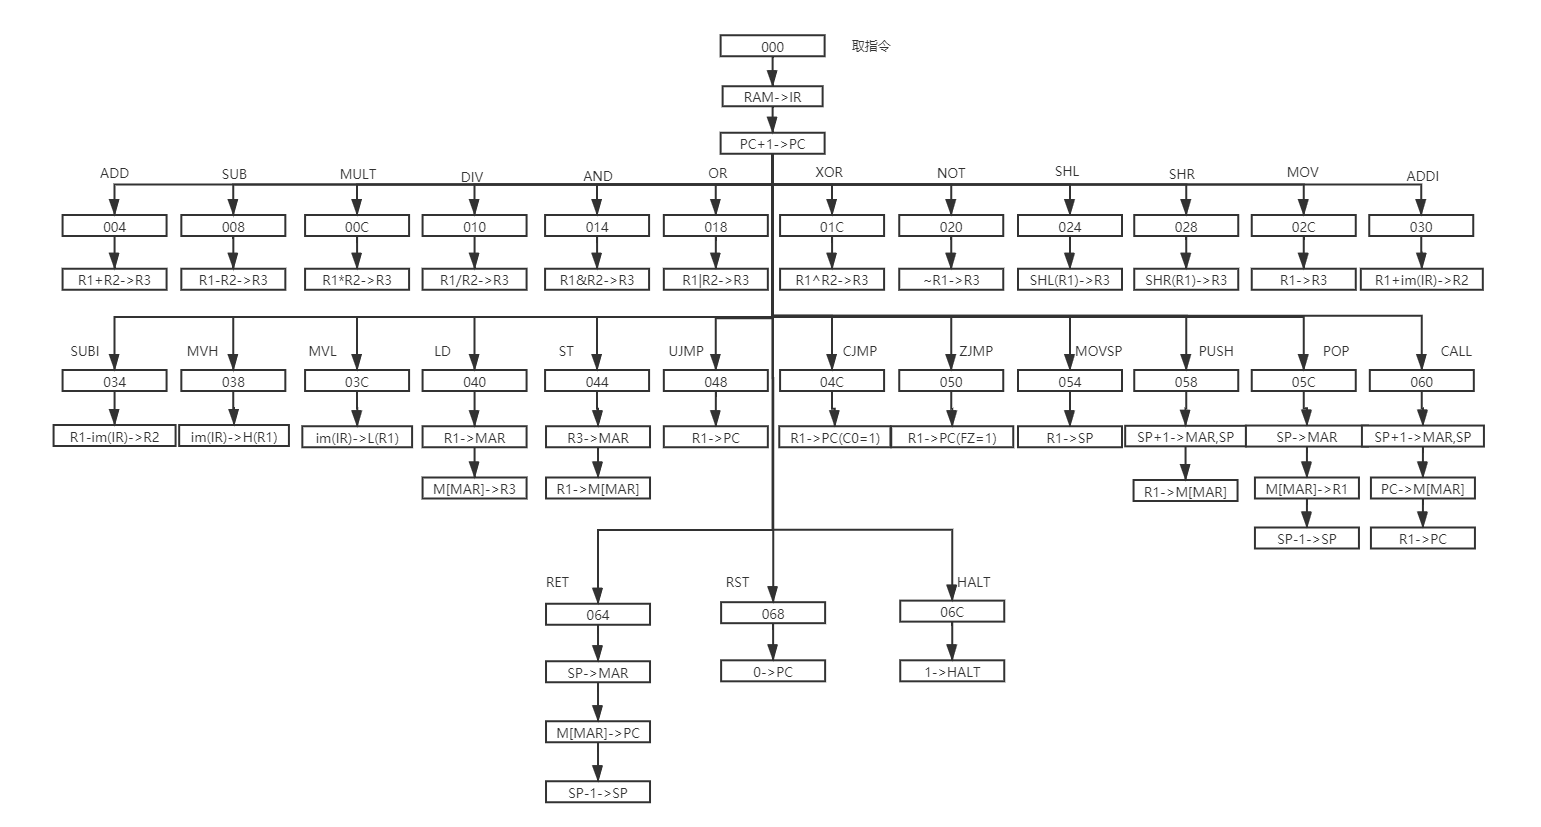 000 取指令
RAM->IR
PC+1->PC
ADD SUB MULT DIV AND OR XOR NOT SHL SHR MOV ADDI
004 008 00C 010 014 018 01C 020 024 028 02C 030
R1+R2->R3 R1-R2->R3 R1*R2->R3 R1/R2->R3 R1&R2->R3 R1|R2->R3 R1^R2->R3 ~R1->R3 SHL(R1)->R3 SHR(R1)->R3 R1->R3 R1+im(IR)->R2
SUBI MVH MVL LD ST UJMP CJMP ZJMP MOVSP PUSH POP CALL
034 038 03C 040 044 048 04C 050 054 058 05C 060
R1-im(IR)->R2 im(IR)->H(R1) im(IR)->L(R1) R1->MAR R3->MAR R1->PC R1->PC(C0=1) R1->PC(FZ=1) R1->SP SP+1->MAR,SP SP->MAR SP+1->MAR,SP
M[MAR]->R3 R1->M[MAR] R1->M[MAR] M[MAR]->R1 PC->M[MAR]
SP-1->SP R1->PC
RET RST HALT
064 068 06C
SP->MAR 0->PC 1->HALT
M[MAR]->PC
SP-1->SP